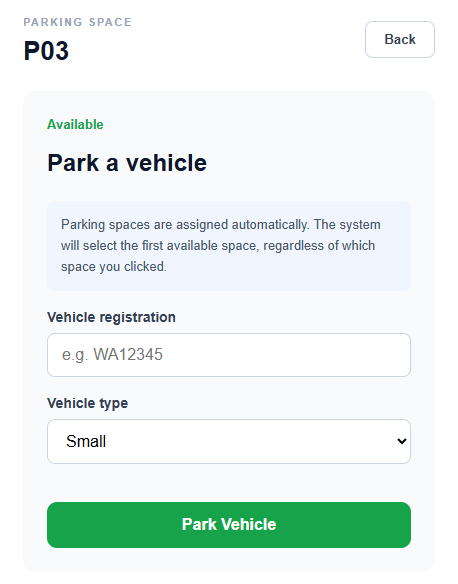 PARKING SPACE
P03
Back
Available
Park a vehicle
Parking spaces are assigned automatically. The system
will select the first available space, regardless of which
space you clicked.
Vehicle registration
e.g. WA12345
Vehicle type
Small
Park Vehicle